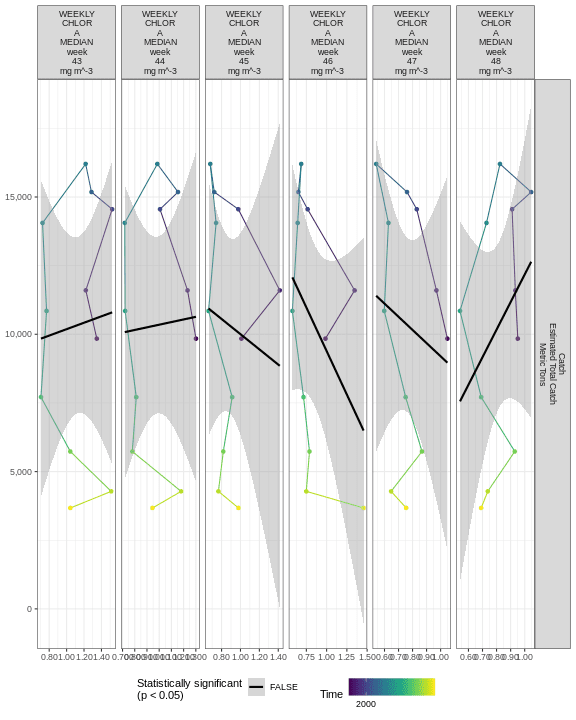 WEEKLY
CHLOR
A
MEDIAN
week
43
mg m^-3
WEEKLY
CHLOR
A
MEDIAN
week
44
mg m^-3
WEEKLY
CHLOR
A
MEDIAN
week
45
mg m^-3
WEEKLY
CHLOR
A
MEDIAN
week
46
mg m^-3
WEEKLY
CHLOR
A
MEDIAN
week
47
mg m^-3
WEEKLY
CHLOR
A
MEDIAN
week
48
mg m^-3
15,000
10,000
5,000
0
Catch
Estimated Total Catch
Metric Tons
0.80 1.00 1.20 1.40
0.80 1.00 1.20 1.40
0.75 1.00 1.25 1.50
0.60 0.70 0.80 0.90 1.00
0.60 0.70 0.80 0.90 1.00
Statistically significant
(p < 0.05)
FALSE
Time
2000